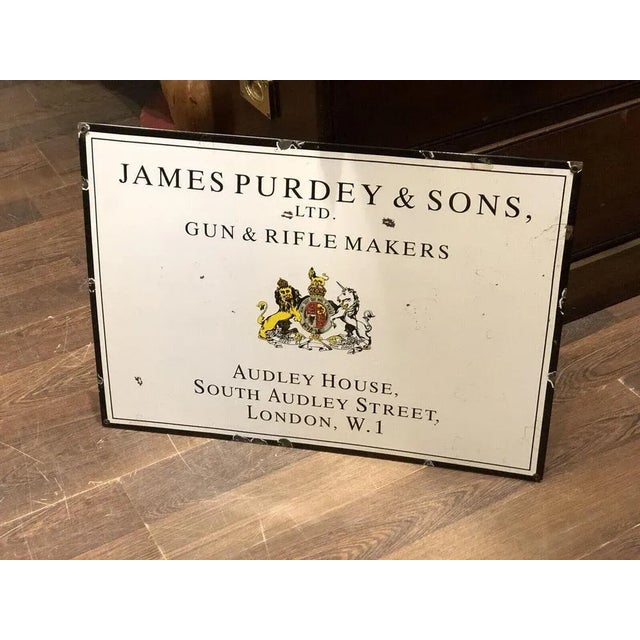 JAMES PURDEY & SONS,
LTD.
GUN & RIFLE MAKERS
AUDLEY HOUSE,
SOUTH AUDLEY STREET,
LONDON, W.1